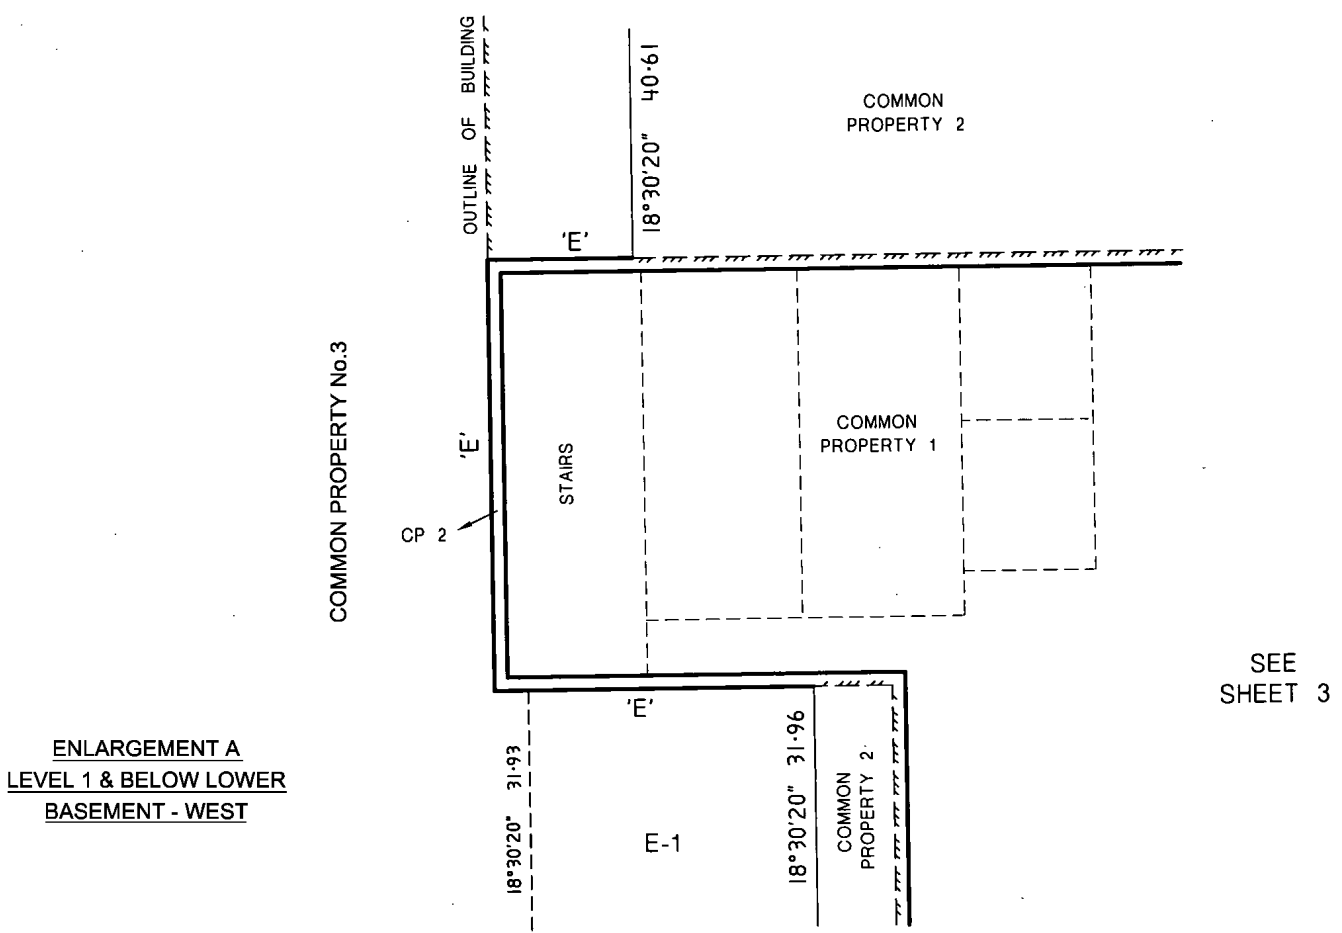 OUTLINE OF BUILDING
18°30'20" 40·61
COMMON
PROPERTY 2
'E'
COMMON PROPERTY No.3
'E'
STAIRS
COMMON
PROPERTY 1
CP 2
SEE
SHEET 3
'E'
ENLARGEMENT A
LEVEL 1 & BELOW LOWER
BASEMENT - WEST
18°30'20" 31·93
E-1
18°30'20" 31·96
COMMON
PROPERTY 2